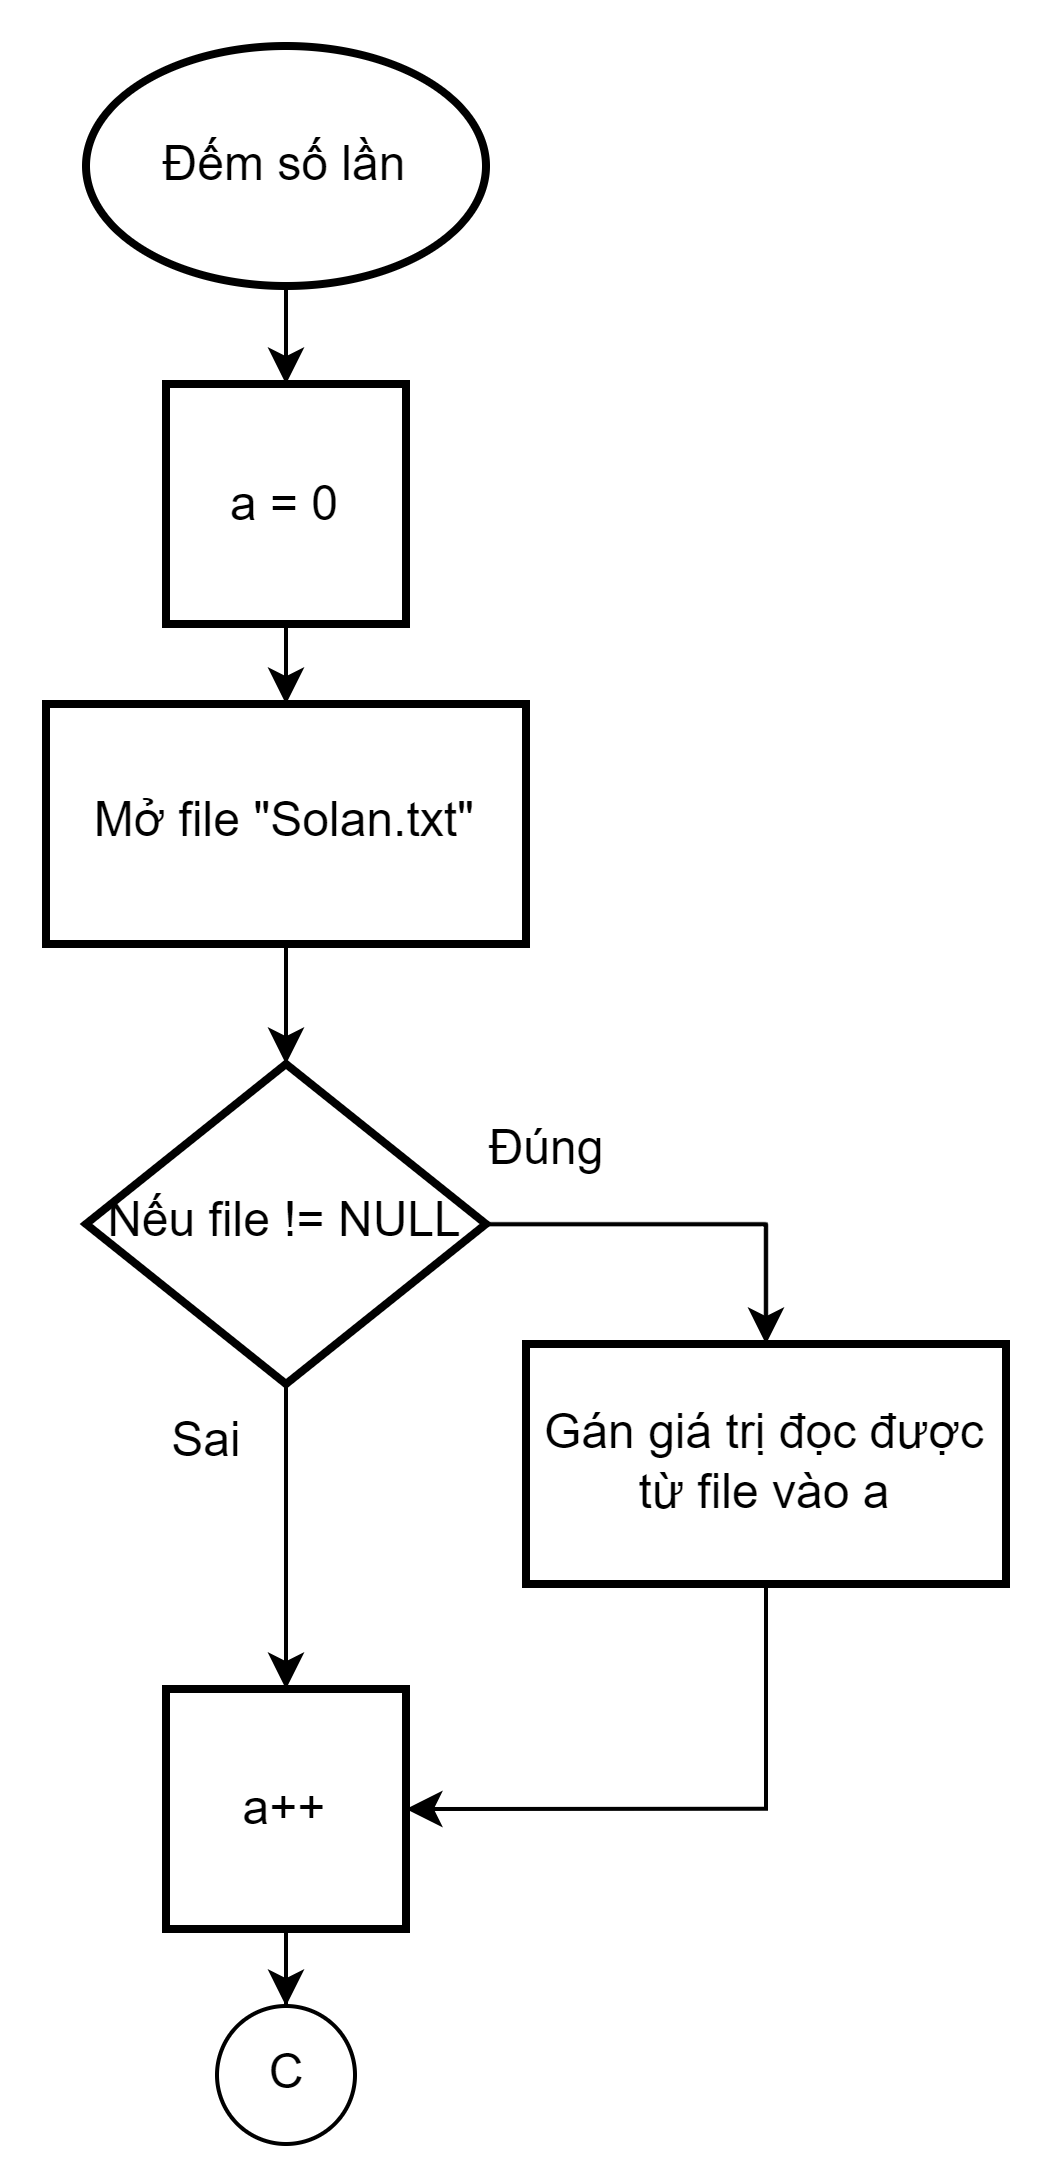 Đếm số lần
a = 0
Mở file "Solan.txt"
Nếu file != NULL
Đúng
Sai
Gán giá trị đọc được
từ file vào a
a++
C